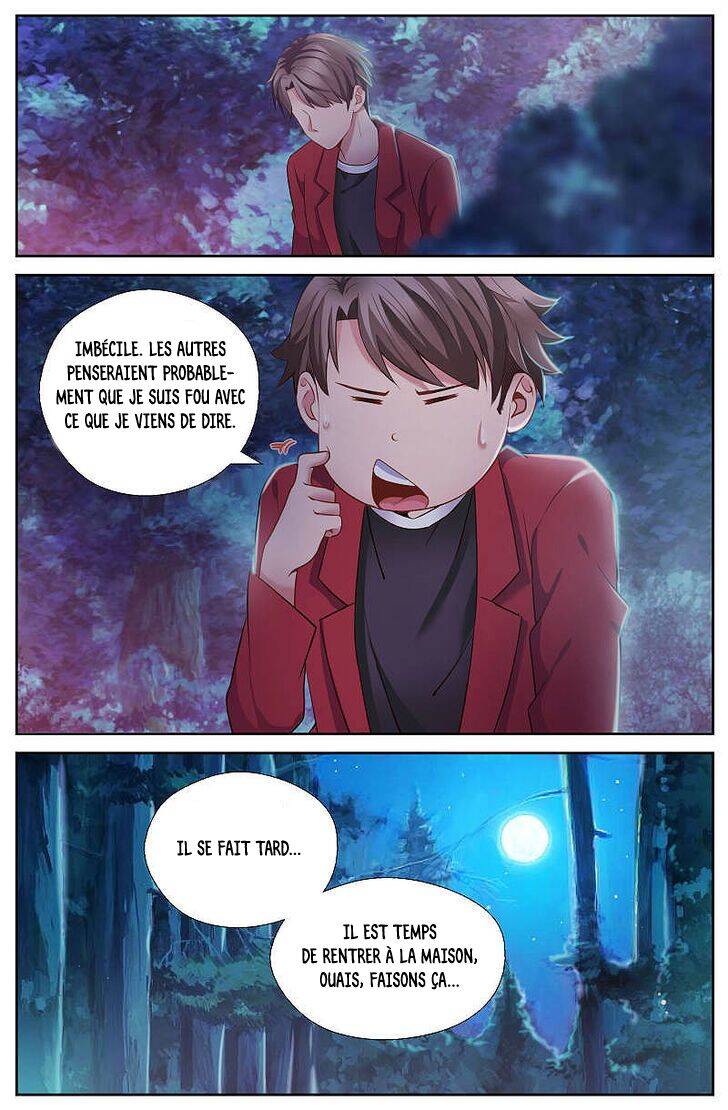 IMBÉCILE. LES AUTRES
PENSERAIENT PROBABLE-
MENT QUE JE SUIS FOU AVEC
CE QUE JE VIENS DE DIRE.
IL SE FAIT TARD...
IL EST TEMPS
DE RENTRER À LA MAISON,
OUAIS, FAISONS ÇA...